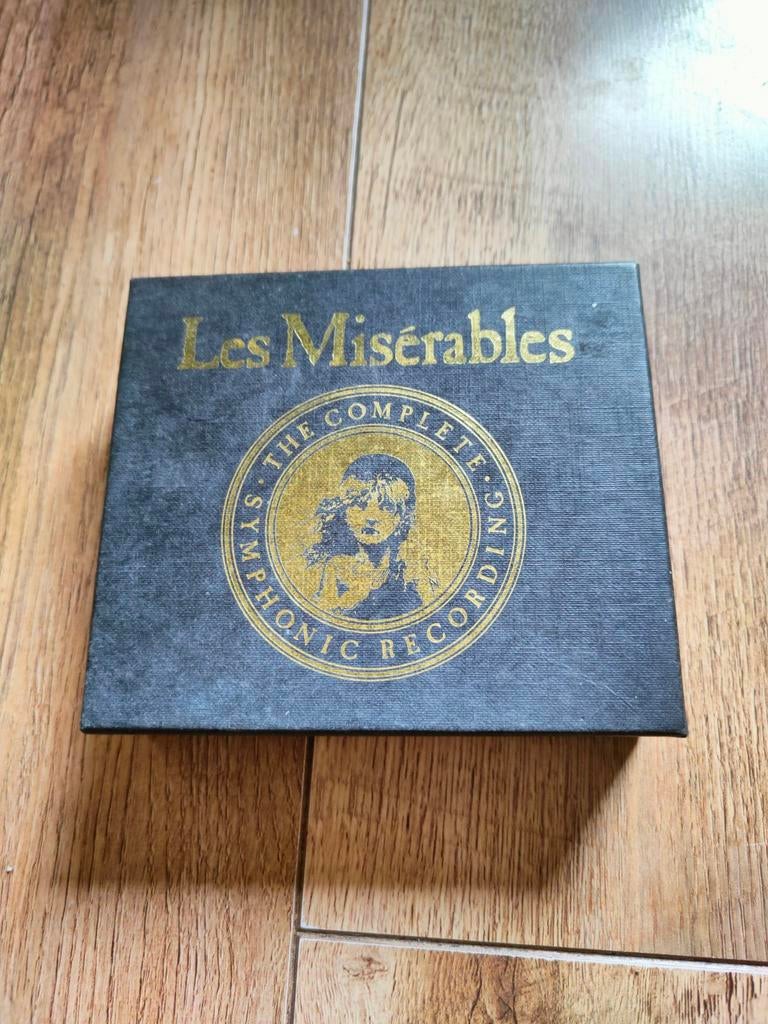 Les Misérables
· THE COMPLETE ·
SYMPHONIC RECORDING